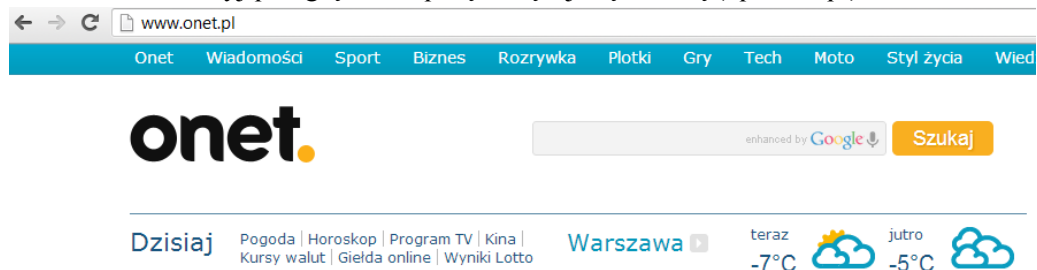 www.onet.pl
Onet Wiadomości Sport Biznes Rozrywka Plotki Gry Tech Moto Styl życia Wied
onet.
enhanced by Google Szukaj
Dzisiaj Pogoda | Horoskop | Program TV | Kina | Warszawa teraz jutro
Kursy walut | Giełda online | Wyniki Lotto -7°C -5°C